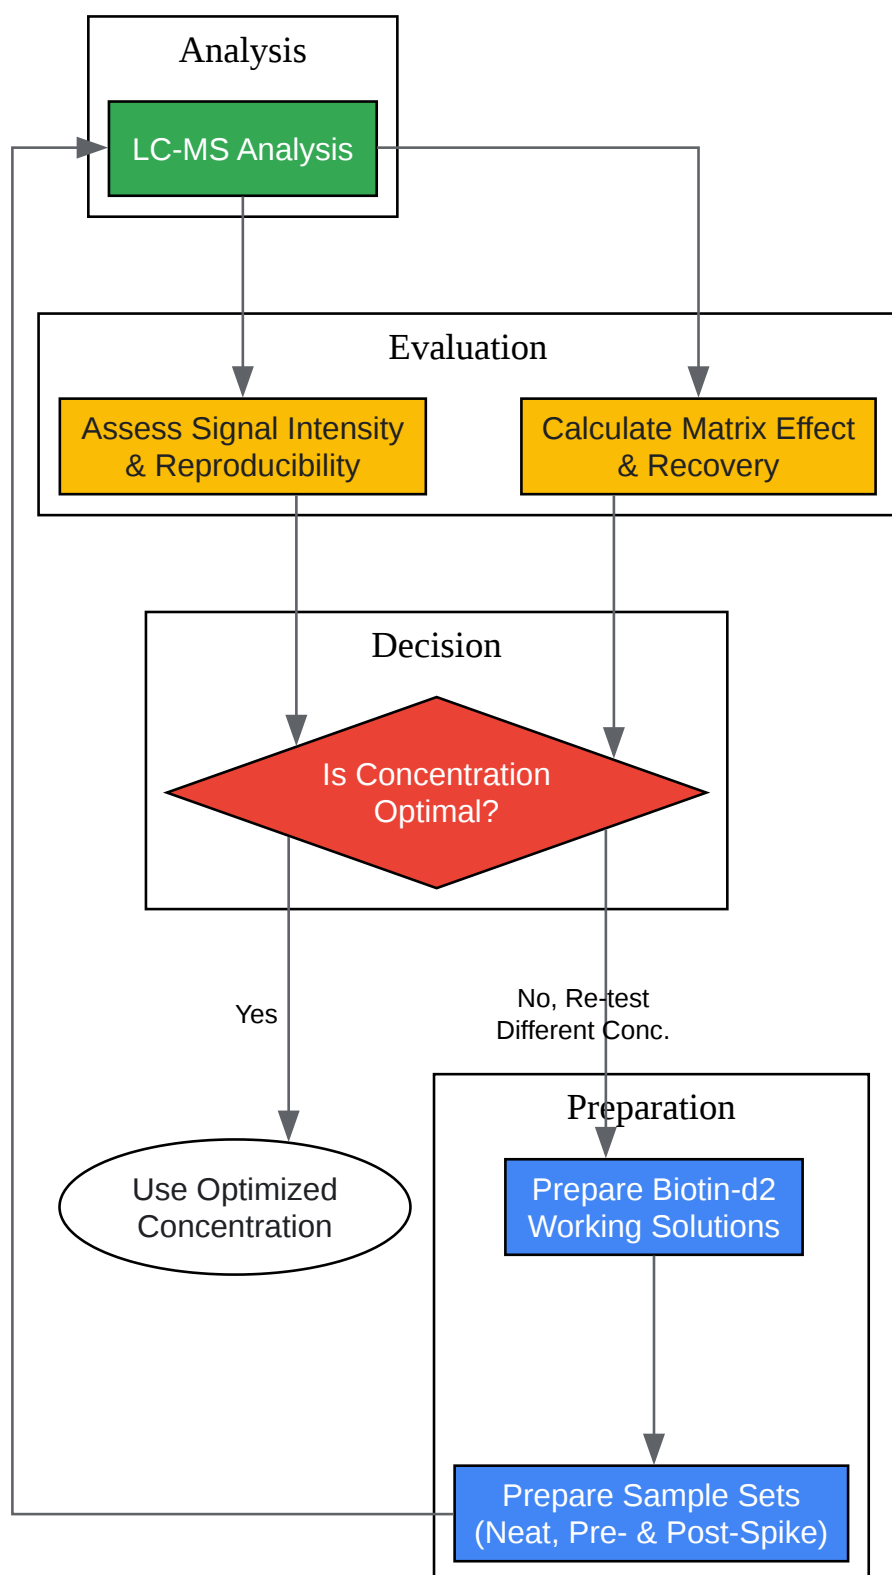 Analysis
LC-MS Analysis
Evaluation
Assess Signal Intensity
& Reproducibility
Calculate Matrix Effect
& Recovery
Decision
Is Concentration
Optimal?
Yes
No, Re-test
Different Conc.
Preparation
Use Optimized
Concentration
Prepare Biotin-d2
Working Solutions
Prepare Sample Sets
(Neat, Pre- & Post-Spike)